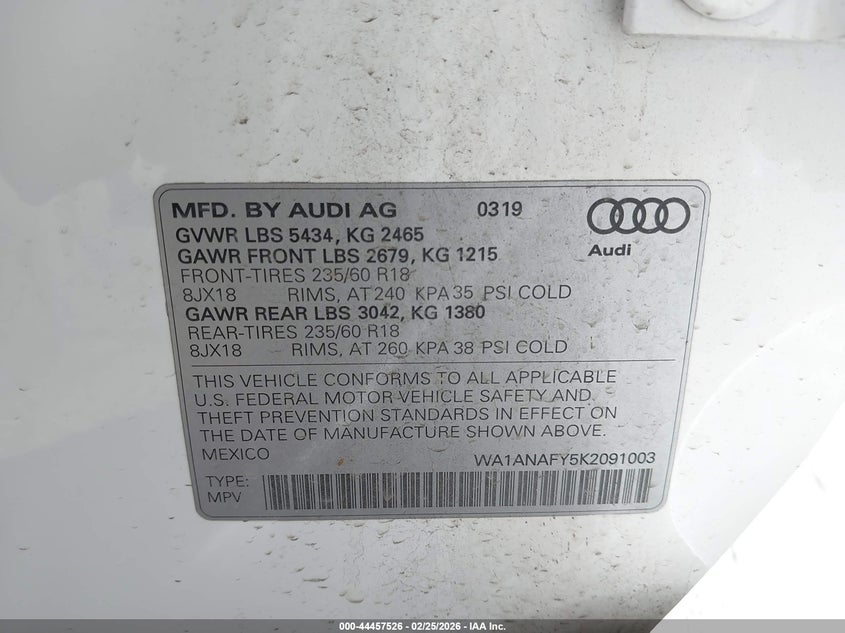 MFD. BY AUDI AG 0319
Audi
GVWR LBS 5434, KG 2465
GAWR FRONT LBS 2679, KG 1215
FRONT-TIRES 235/60 R18
8JX18 RIMS, AT 240 KPA 35 PSI COLD
GAWR REAR LBS 3042, KG 1380
REAR-TIRES 235/60 R18
8JX18 RIMS, AT 260 KPA 38 PSI COLD
THIS VEHICLE CONFORMS TO ALL APPLICABLE
U.S. FEDERAL MOTOR VEHICLE SAFETY AND
THEFT PREVENTION STANDARDS IN EFFECT ON
THE DATE OF MANUFACTURE SHOWN ABOVE.
MEXICO WA1ANAFY5K2091003
TYPE:
MPV
000-44457526 - 02/25/2026 - IAA Inc.